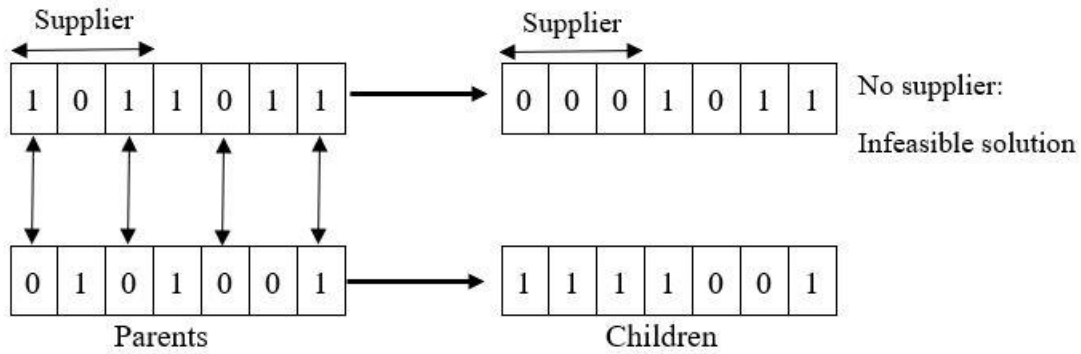 Supplier
Supplier
1 0 1 1 0 1 1
0 0 0 1 0 1 1
No supplier:
Infeasible solution
0 1 0 1 0 0 1
1 1 1 1 0 0 1
Parents
Children